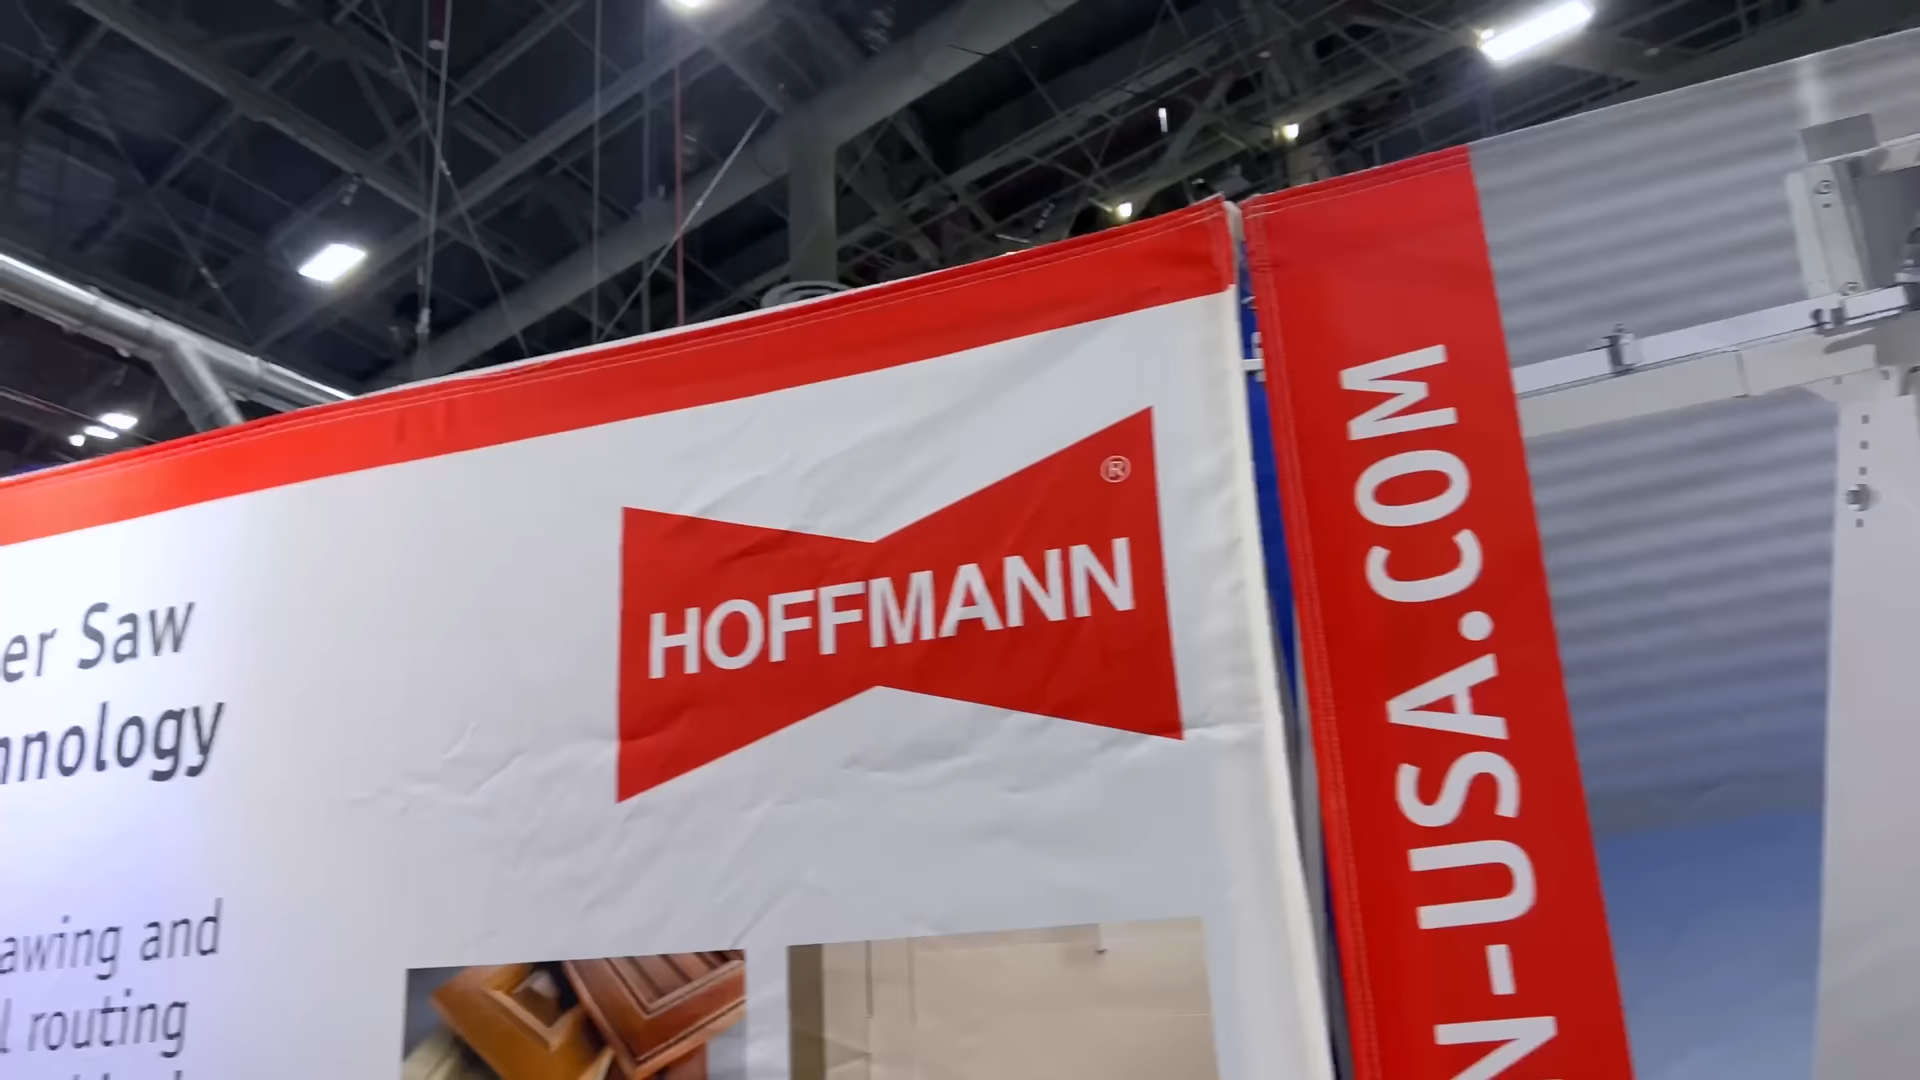 er Saw
nnology
awing and
l routing
HOFFMANN
®
N-USA.COM